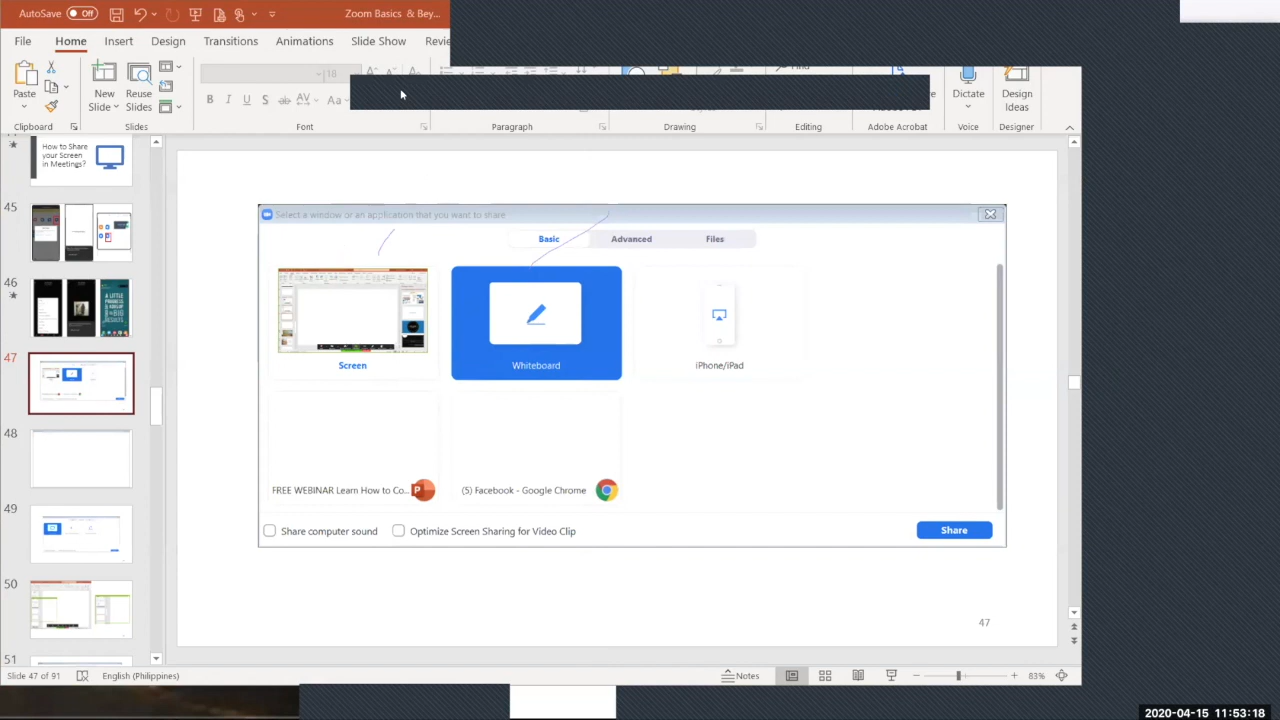 AutoSave Off Zoom Basics & Bey...
File Home Insert Design Transitions Animations Slide Show
Paste New Slide Reuse Slides 18 Find Dictate Design Ideas
B I U S ab AV Aa
Clipboard Slides Font Paragraph Drawing Editing Adobe Acrobat Voice Designer
How to Share
your Screen
in Meetings?
45
46
47
48
49
50
51
Select a window or an application that you want to share
Basic Advanced Files
Screen Whiteboard iPhone/iPad
FREE WEBINAR Learn How to Co... (5) Facebook - Google Chrome
Share computer sound Optimize Screen Sharing for Video Clip Share
47
Slide 47 of 91 English (Philippines) Notes 83%
2020-04-15 11:53:18